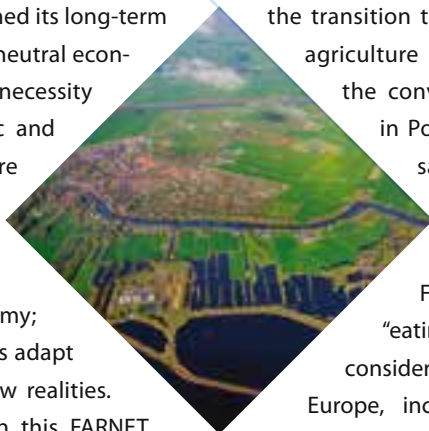 ned its long-term
neutral econ-
necessity
c and
re
my;
s adapt
w realities.
n this FARNET
the transition t
agriculture
the conv
in Po
sa
F
“eatin
consider
Europe, inc